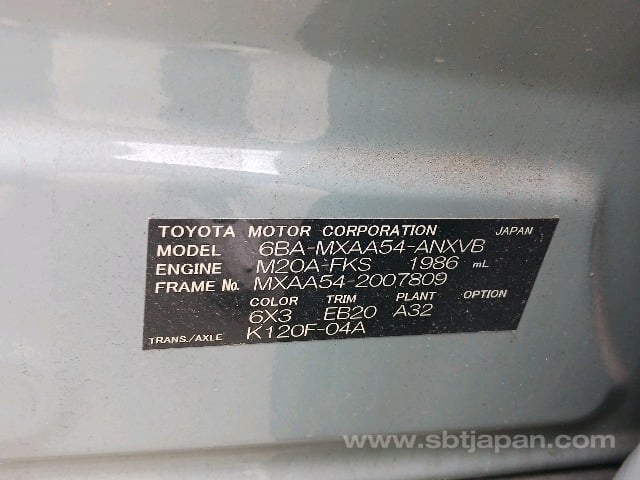 TOYOTA MOTOR CORPORATION JAPAN
MODEL 6BA-MXAA54-ANXVB
ENGINE M20A-FKS 1986 mL
FRAME No. MXAA54-2007809
COLOR TRIM PLANT OPTION
6X3 EB20 A32
TRANS./AXLE K120F-04A
www.sbtjapan.com